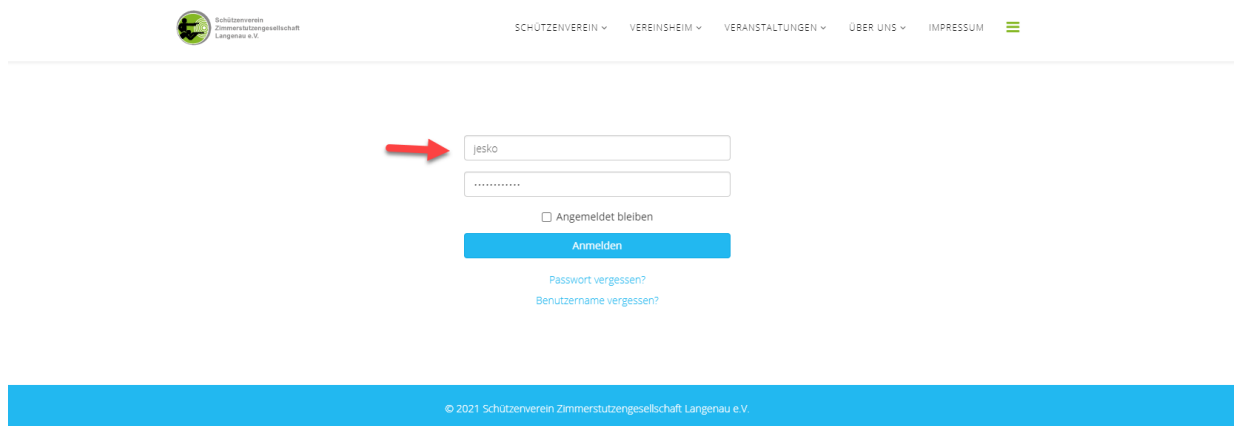 Schützenverein
Zimmerstutzengesellschaft
Langenau e.V.
SCHÜTZENVEREIN VEREINSHEIM VERANSTALTUNGEN ÜBER UNS IMPRESSUM
jesko
............
Angemeldet bleiben
Anmelden
Passwort vergessen?
Benutzername vergessen?
© 2021 Schützenverein Zimmerstutzengesellschaft Langenau e.V.